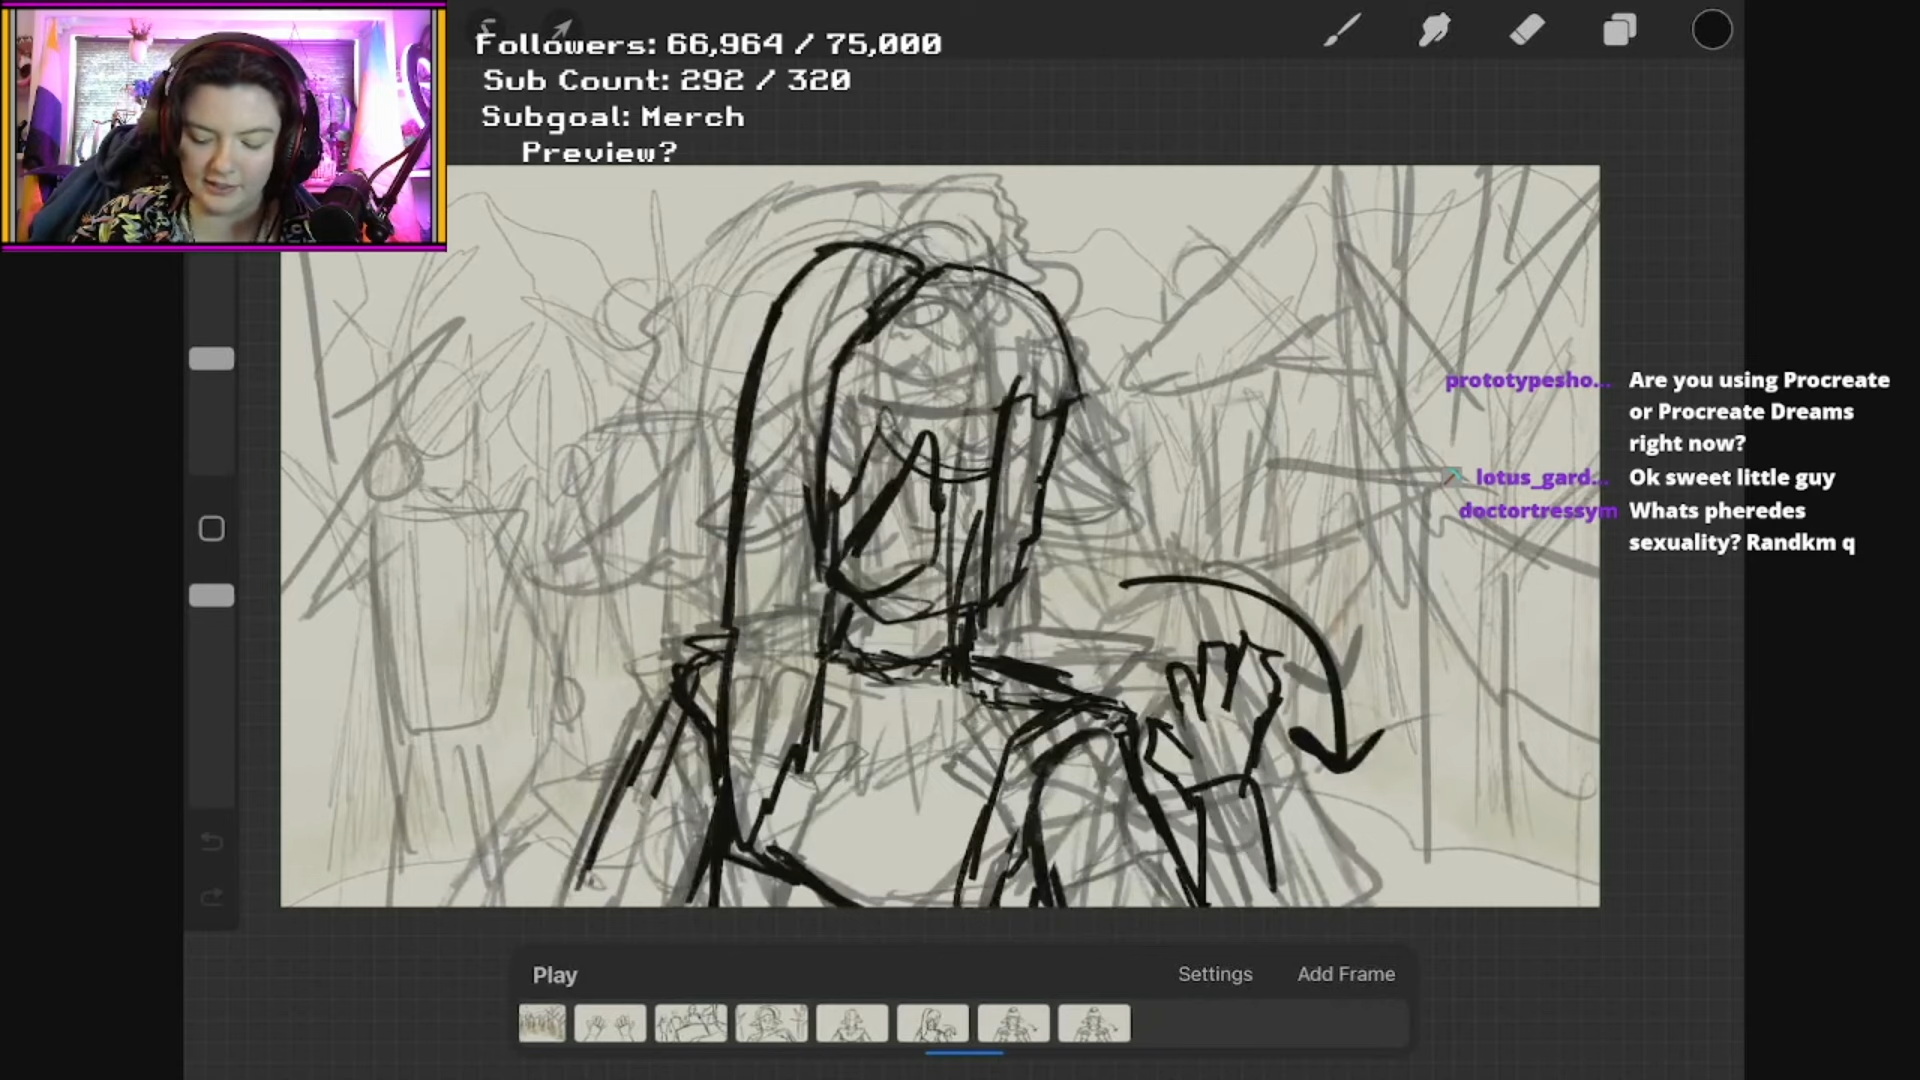 Followers: 66,964 / 75,000
Sub Count: 292 / 320
Subgoal: Merch
Preview?
prototypesho... Are you using Procreate
or Procreate Dreams
right now?
lotus_gard... Ok sweet little guy
doctortressym Whats pheredes
sexuality? Randkm q
Play
Settings
Add Frame